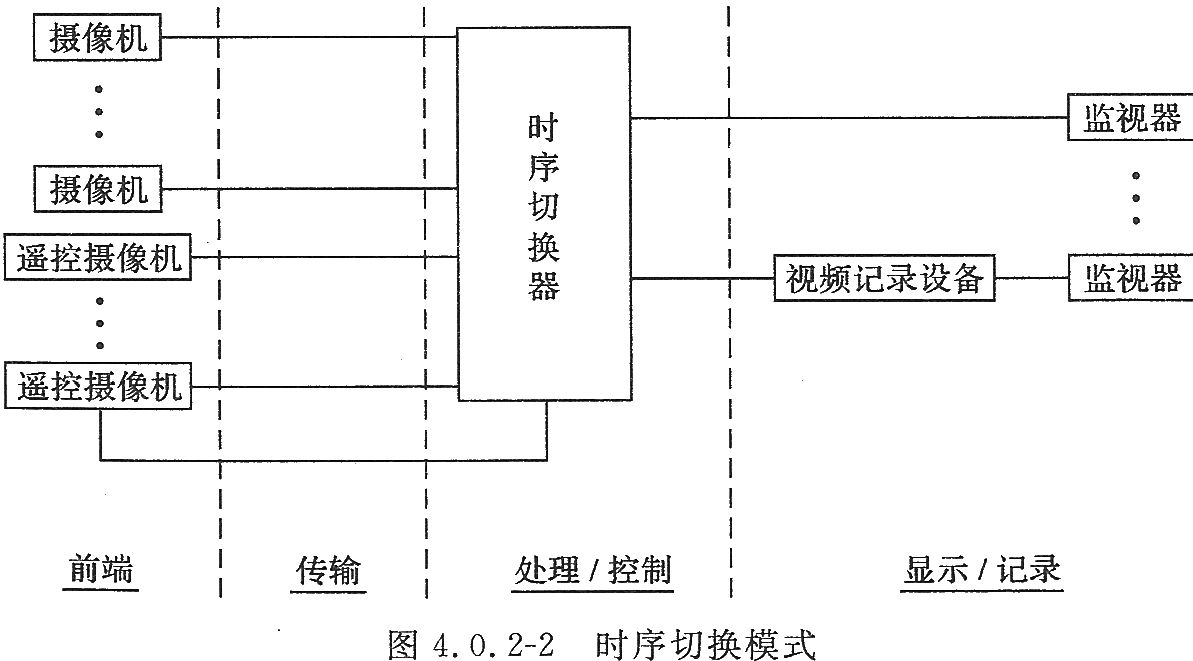 摄像机
摄像机
遥控摄像机
遥控摄像机
时序切换器
监视器
视频记录设备
监视器
前端
传输
处理/控制
显示/记录
图 4.0.2-2 时序切换模式